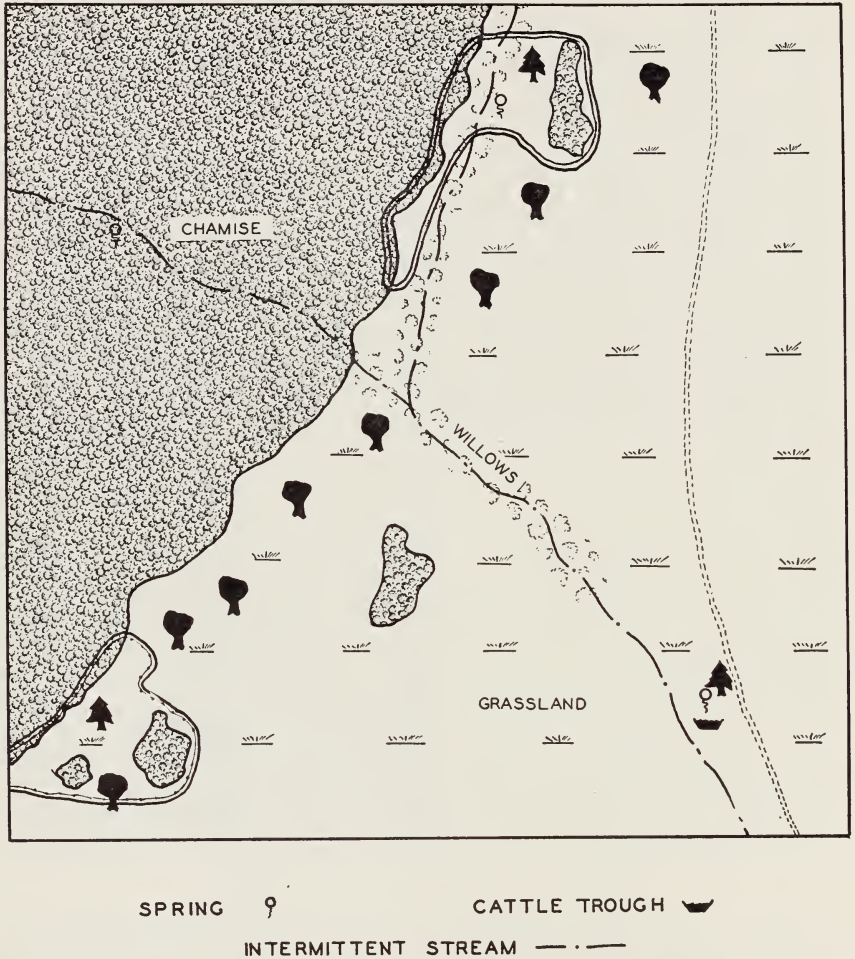 CHAMISE
WILLOWS
GRASSLAND
SPRING
CATTLE TROUGH
INTERMITTENT STREAM